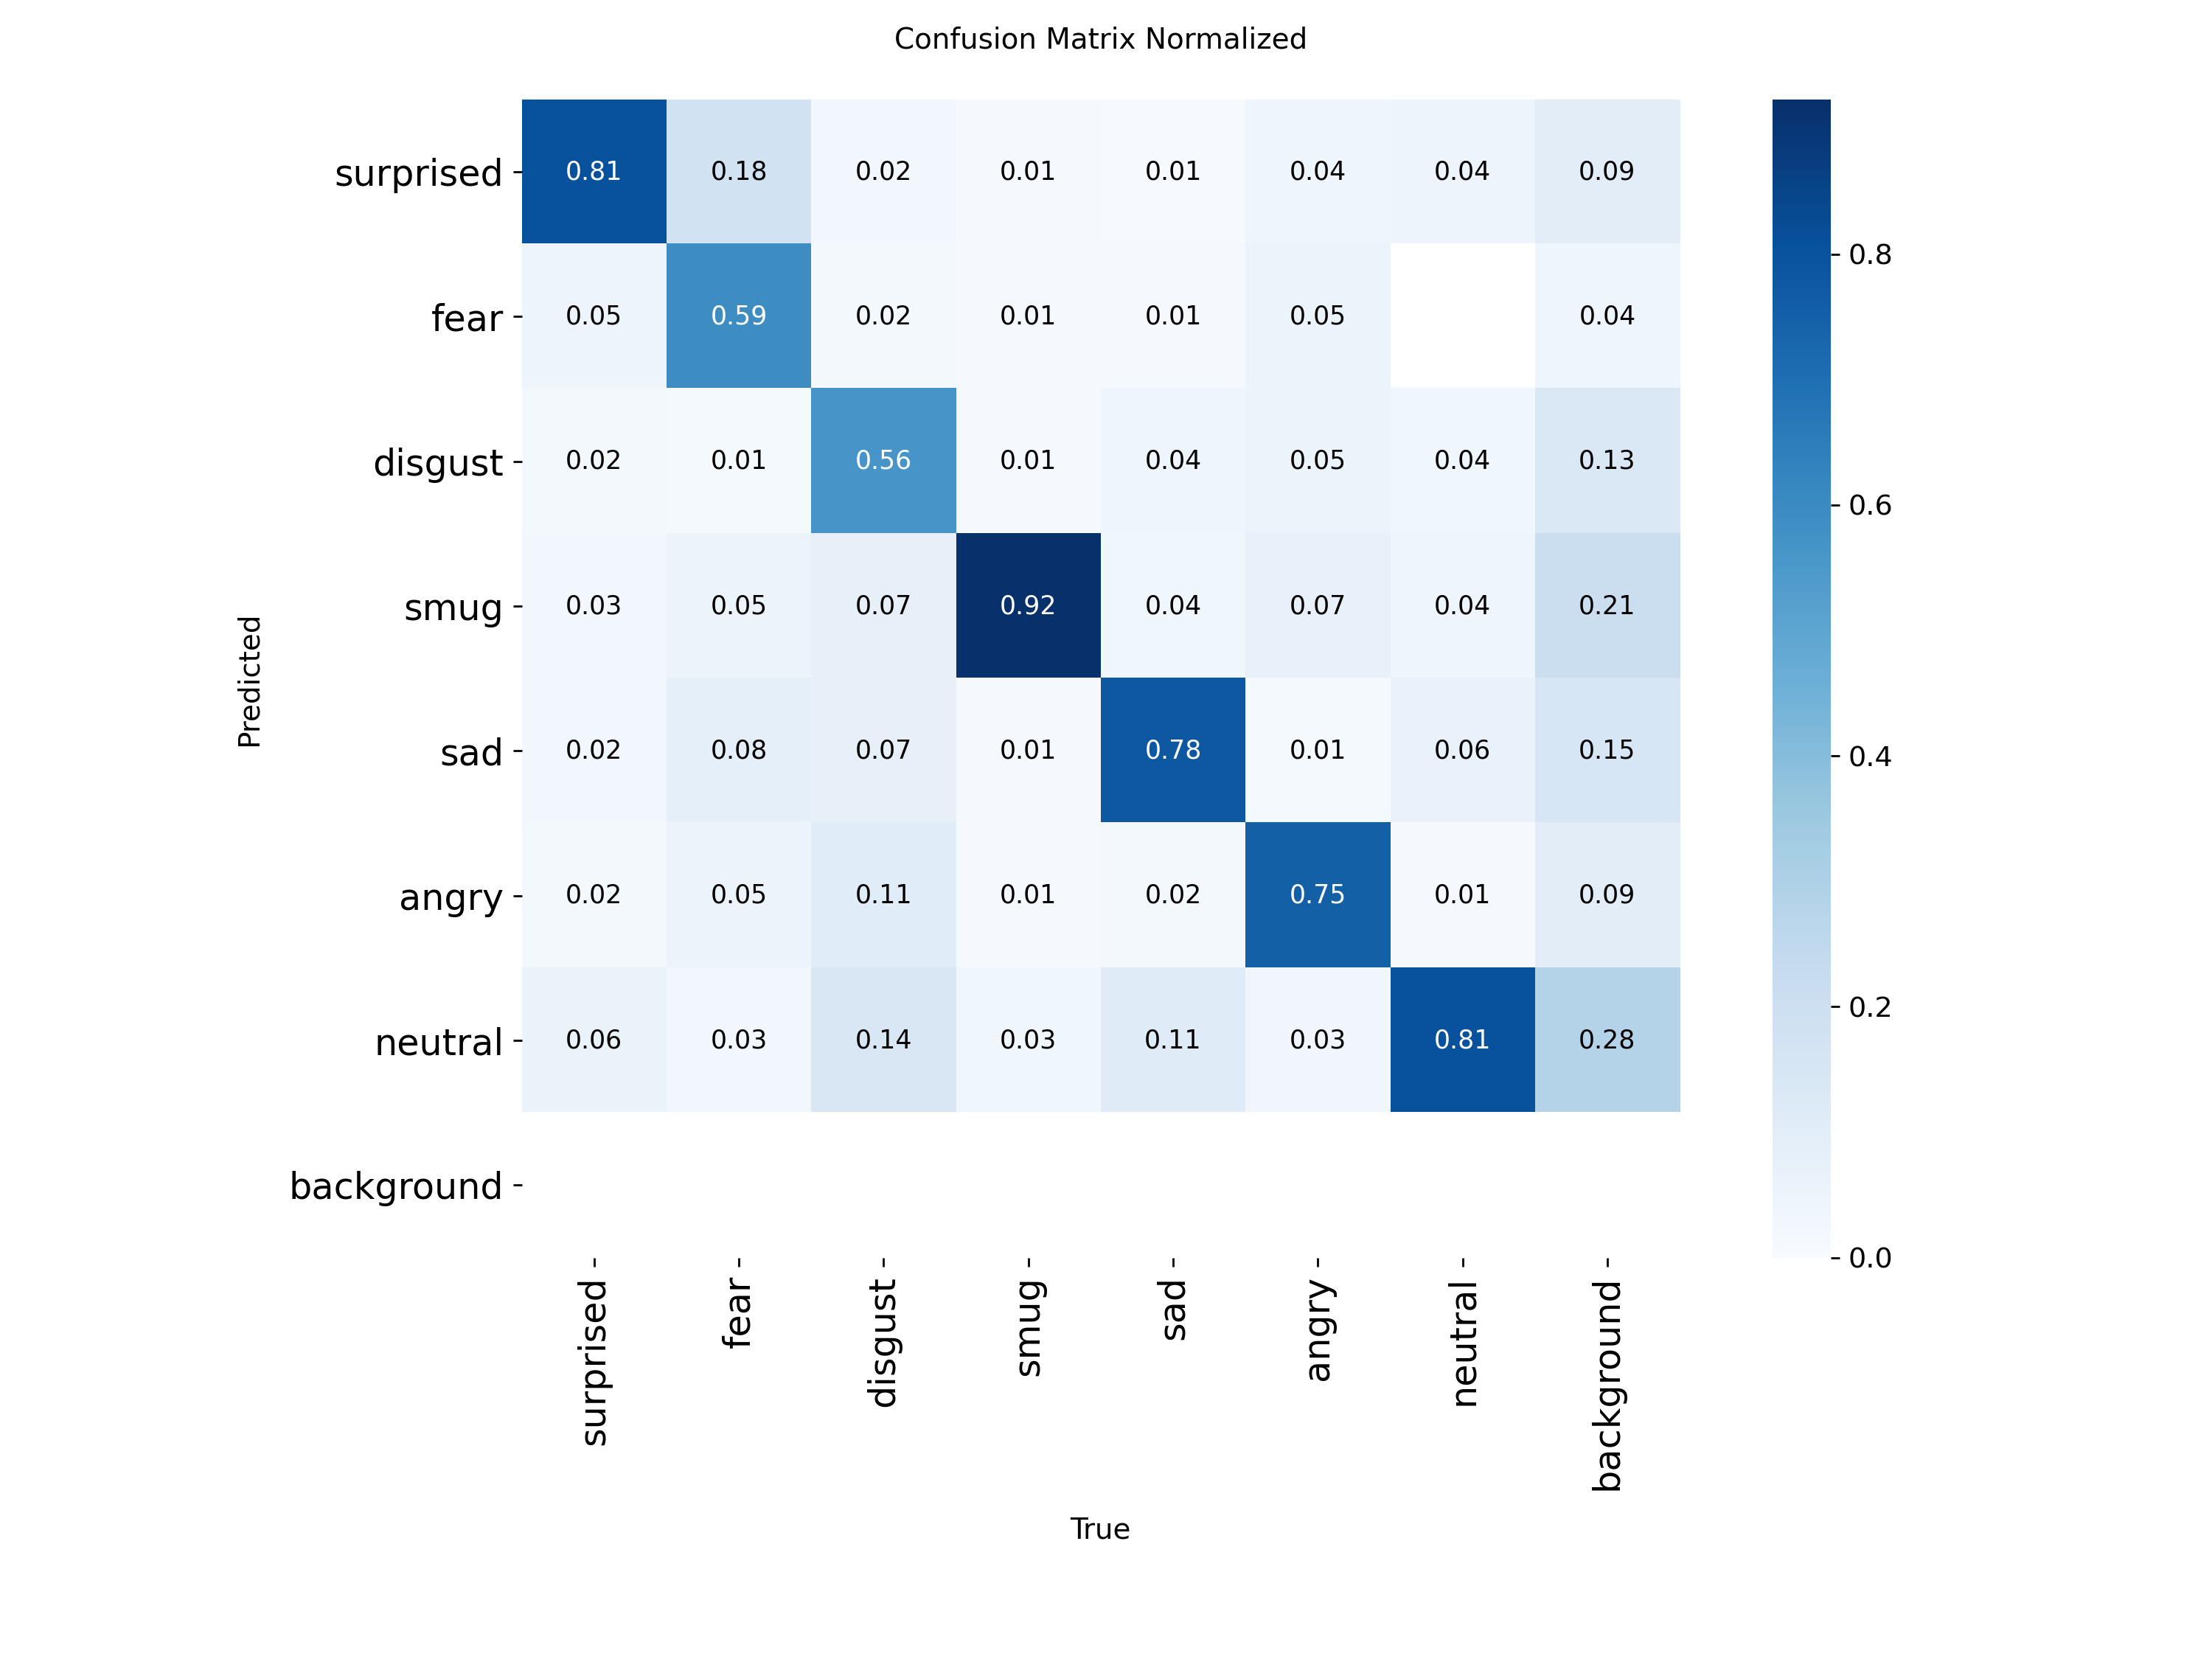 Confusion Matrix Normalized
surprised 0.81 0.18 0.02 0.01 0.01 0.04 0.04 0.09
fear 0.05 0.59 0.02 0.01 0.01 0.05 0.04
disgust 0.02 0.01 0.56 0.01 0.04 0.05 0.04 0.13
smug 0.03 0.05 0.07 0.92 0.04 0.07 0.04 0.21
sad 0.02 0.08 0.07 0.01 0.78 0.01 0.06 0.15
angry 0.02 0.05 0.11 0.01 0.02 0.75 0.01 0.09
neutral 0.06 0.03 0.14 0.03 0.11 0.03 0.81 0.28
background
Predicted
surprised fear disgust smug sad angry neutral background
True
0.8
0.6
0.4
0.2
0.0